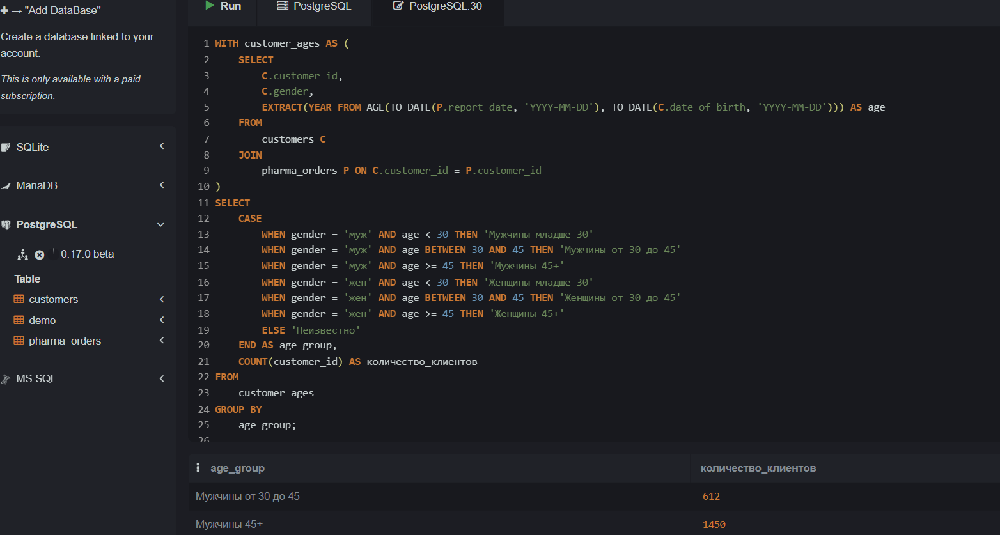 → "Add DataBase"
Create a database linked to your
account.
This is only available with a paid
subscription.
SQLite
MariaDB
PostgreSQL
0.17.0 beta
Table
customers
demo
pharma_orders
MS SQL
Run
PostgreSQL
PostgreSQL.30
1 WITH customer_ages AS (
2 SELECT
3 C.customer_id,
4 C.gender,
5 EXTRACT(YEAR FROM AGE(TO_DATE(P.report_date, 'YYYY-MM-DD'), TO_DATE(C.date_of_birth, 'YYYY-MM-DD'))) AS age
6 FROM
7 customers C
8 JOIN
9 pharma_orders P ON C.customer_id = P.customer_id
10 )
11 SELECT
12 CASE
13 WHEN gender = 'муж' AND age < 30 THEN 'Мужчины младше 30'
14 WHEN gender = 'муж' AND age BETWEEN 30 AND 45 THEN 'Мужчины от 30 до 45'
15 WHEN gender = 'муж' AND age >= 45 THEN 'Мужчины 45+'
16 WHEN gender = 'жен' AND age < 30 THEN 'Женщины младше 30'
17 WHEN gender = 'жен' AND age BETWEEN 30 AND 45 THEN 'Женщины от 30 до 45'
18 WHEN gender = 'жен' AND age >= 45 THEN 'Женщины 45+'
19 ELSE 'Неизвестно'
20 END AS age_group,
21 COUNT(customer_id) AS количество_клиентов
22 FROM
23 customer_ages
24 GROUP BY
25 age_group;
26
age_group количество_клиентов
Мужчины от 30 до 45 612
Мужчины 45+ 1450